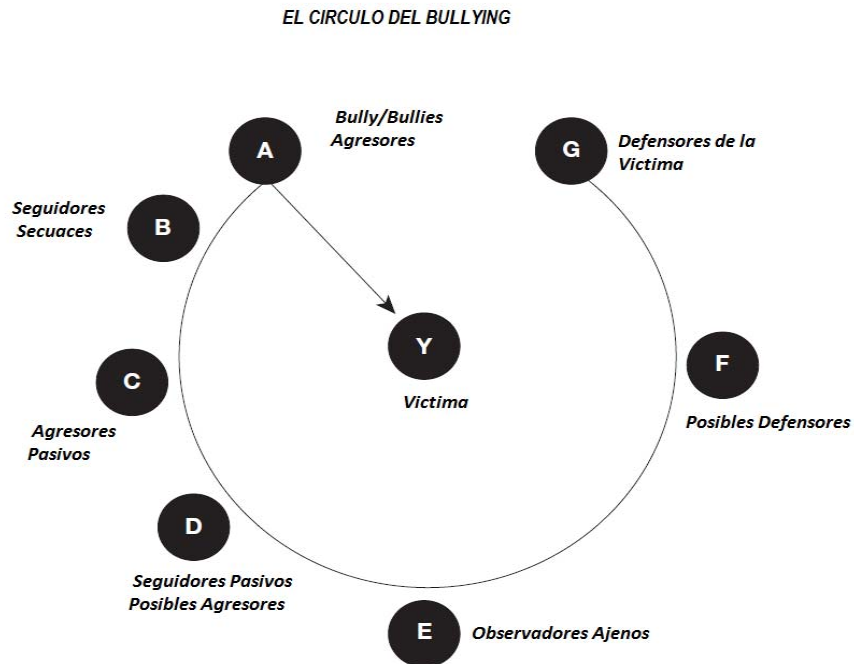 EL CIRCULO DEL BULLYING
A
Bully/Bullies
Agresores
G
Defensores de la
Victima
Seguidores
Secuaces
B
Y
Victima
C
Agresores
Pasivos
F
Posibles Defensores
D
Seguidores Pasivos
Posibles Agresores
E
Observadores Ajenos